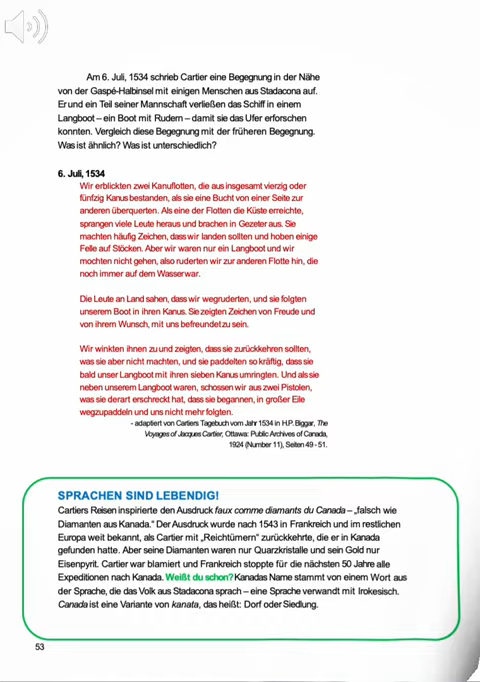 Am 6. Juli, 1534 schrieb Cartier eine Begegnung in der Nähe
von der Gaspé-Halbinsel mit einigen Menschen aus Stadacona auf.
Er und ein Teil seiner Mannschaft verließen das Schiff in einem
Langboot – ein Boot mit Rudern – damit sie das Ufer erforschen
konnten. Vergleich diese Begegnung mit der früheren Begegnung.
Was ist ähnlich? Was ist unterschiedlich?
6. Juli, 1534
Wir erblickten zwei Kanuflotten, die aus insgesamt vierzig oder
fünfzig Kanus bestanden, als sie eine Bucht von einer Seite zur
anderen überquerten. Als eine der Flotten die Küste erreichte,
sprangen viele Leute heraus und brachen in Gezeter aus. Sie
machten häufig Zeichen, dass wir landen sollten und hoben einige
Felle auf Stöcken. Aber wir waren nur ein Langboot und wir
mochten nicht gehen, also ruderten wir zur anderen Flotte hin, die
noch immer auf dem Wasser war.
Die Leute an Land sahen, dass wir wegruderten, und sie folgten
unserem Boot in ihren Kanus. Sie zeigten Zeichen von Freude und
von ihrem Wunsch, mit uns befreundet zu sein.
Wir winkten ihnen zu und zeigten, dass sie zurückkehren sollten,
was sie aber nicht machten, und sie paddelten so kräftig, dass sie
bald unser Langboot mit ihren sieben Kanus umringten. Und als sie
neben unserem Langboot waren, schossen wir aus zwei Pistolen,
was sie derart erschreckt hat, dass sie begannen, in großer Eile
wegzupaddeln und uns nicht mehr folgten.
- adaptiert von Cartiers Tagebuch vom Jahr 1534 in H.P. Biggar, The
Voyages of Jacques Cartier, Ottawa: Public Archives of Canada,
1924 (Number 11), Seiten 49 - 51.
SPRACHEN SIND LEBENDIG!
Cartiers Reisen inspirierte den Ausdruck faux comme diamants du Canada – „falsch wie
Diamanten aus Kanada.“ Der Ausdruck wurde nach 1543 in Frankreich und im restlichen
Europa weit bekannt, als Cartier mit „Reichtümern“ zurückkehrte, die er in Kanada
gefunden hatte. Aber seine Diamanten waren nur Quarzkristalle und sein Gold nur
Eisenpyrit. Cartier war blamiert und Frankreich stoppte für die nächsten 50 Jahre alle
Expeditionen nach Kanada. Weißt du schon? Kanadas Name stammt von einem Wort aus
der Sprache, die das Volk aus Stadacona sprach – eine Sprache verwandt mit Irokesisch.
Canada ist eine Variante von kanata, das heißt: Dorf oder Siedlung.
53